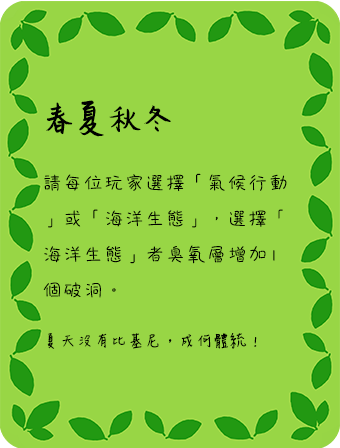 春夏秋冬
請每位玩家選擇「氣候行動
」或「海洋生態」，選擇「
海洋生態」者臭氧層增加1
個破洞。
夏天沒有比基尼，成何體統！